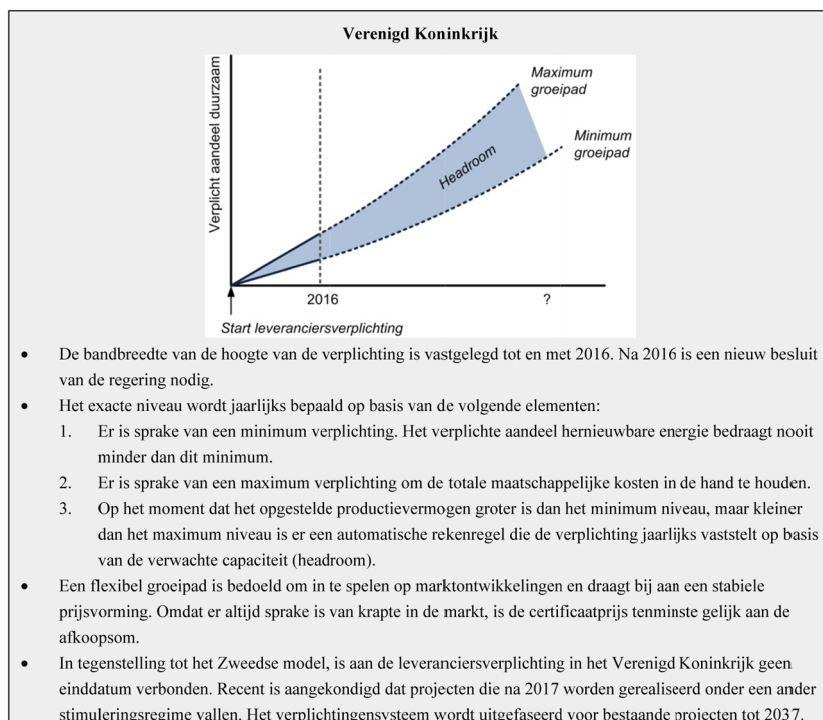 Verenigd Koninkrijk
Verplicht aandeel duurzaam
Maximum
groeipad
Minimum
groeipad
Headroom
2016
?
Start leveranciersverplichting
• De bandbreedte van de hoogte van de verplichting is vastgelegd tot en met 2016. Na 2016 is een nieuw besluit
van de regering nodig.
• Het exacte niveau wordt jaarlijks bepaald op basis van de volgende elementen:
1. Er is sprake van een minimum verplichting. Het verplichte aandeel hernieuwbare energie bedraagt nooit
minder dan dit minimum.
2. Er is sprake van een maximum verplichting om de totale maatschappelijke kosten in de hand te houden.
3. Op het moment dat het opgestelde productievermogen groter is dan het minimum niveau, maar kleiner
dan het maximum niveau is er een automatische rekenregel die de verplichting jaarlijks vaststelt op basis
van de verwachte capaciteit (headroom).
• Een flexibel groeipad is bedoeld om in te spelen op marktontwikkelingen en draagt bij aan een stabiele
prijsvorming. Omdat er altijd sprake is van krapte in de markt, is de certificaatprijs tenminste gelijk aan de
afkoopsom.
• In tegenstelling tot het Zweedse model, is aan de leveranciersverplichting in het Verenigd Koninkrijk geen
einddatum verbonden. Recent is aangekondigd dat projecten die na 2017 worden gerealiseerd onder een ander
stimuleringsregime vallen. Het verplichtingensysteem wordt uitgefaseerd voor bestaande projecten tot 2037.